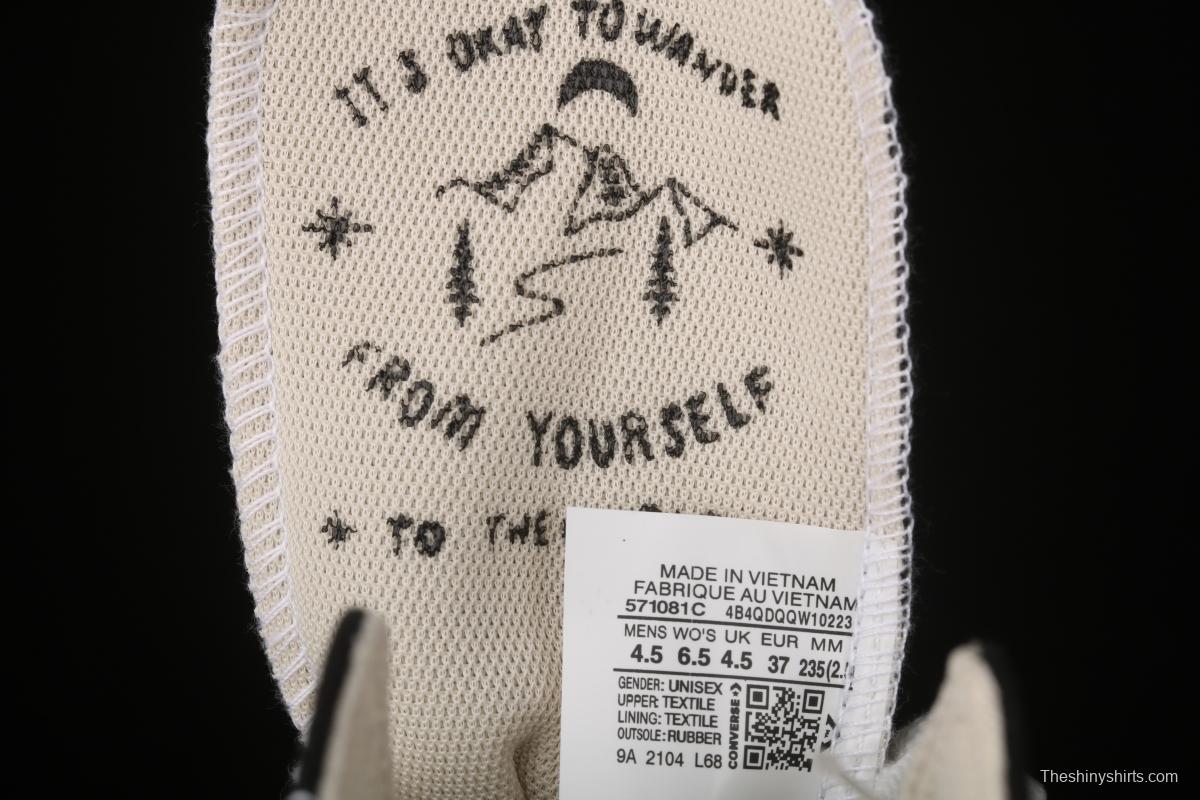 IT'S OKAY TO WANDER
FROM YOURSELF
TO THE
MADE IN VIETNAM
FABRIQUE AU VIETNAM
571081C 4B4QDQQW10223
MENS WO'S UK EUR MM
4.5 6.5 4.5 37 235(2.
GENDER: UNISEX
UPPER: TEXTILE
LINING: TEXTILE
OUTSOLE: RUBBER
CONVERSE
9A 2104 L68
Theshinyshirts.com